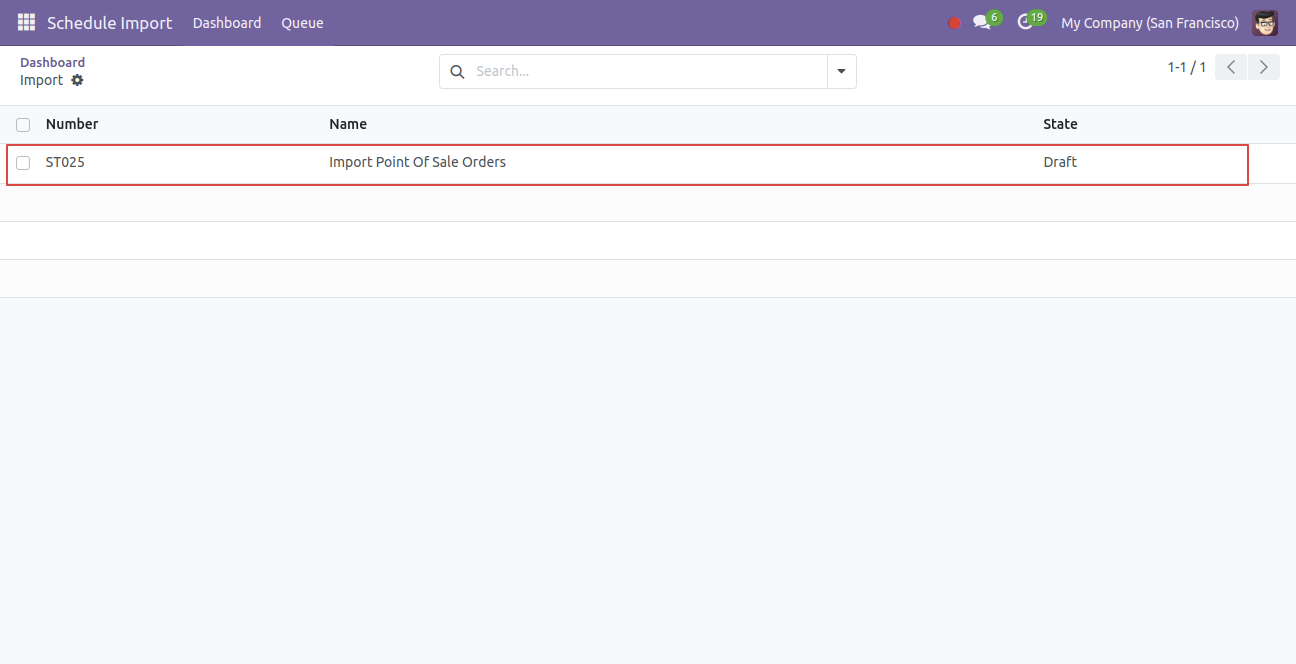 Schedule Import Dashboard Queue 6 19 My Company (San Francisco)
Dashboard
Import
Search...
1-1 / 1
Number Name State
ST025 Import Point Of Sale Orders Draft